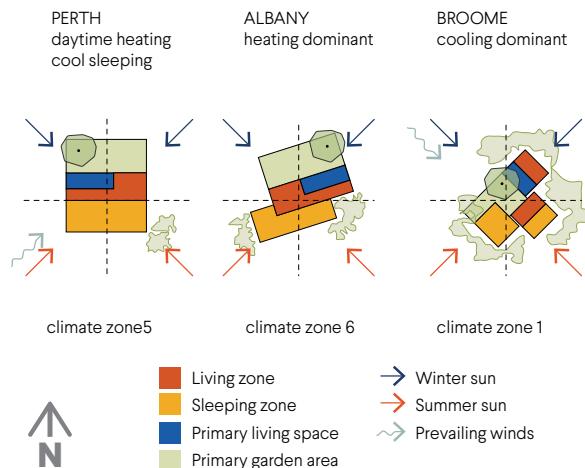 PERTH
daytime heating
cool sleeping
ALBANY
heating dominant
BROOME
cooling dominant
climate zone5
climate zone 6
climate zone 1
Living zone
Sleeping zone
Primary living space
Primary garden area
Winter sun
Summer sun
Prevailing winds
N